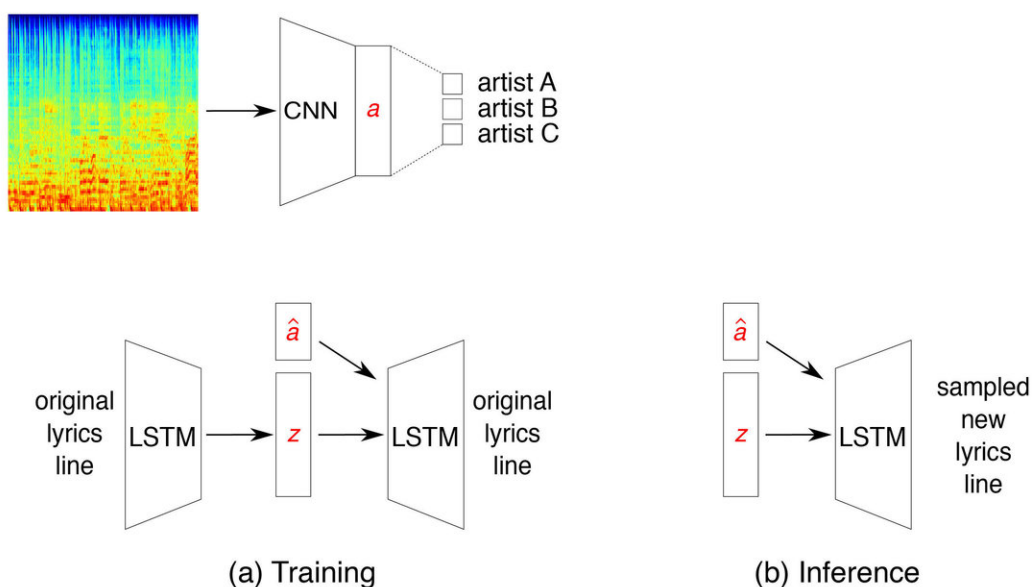 CNN
a
artist A
artist B
artist C
original
lyrics
line
LSTM
â
z
LSTM
original
lyrics
line
(a) Training
â
z
LSTM
sampled
new
lyrics
line
(b) Inference